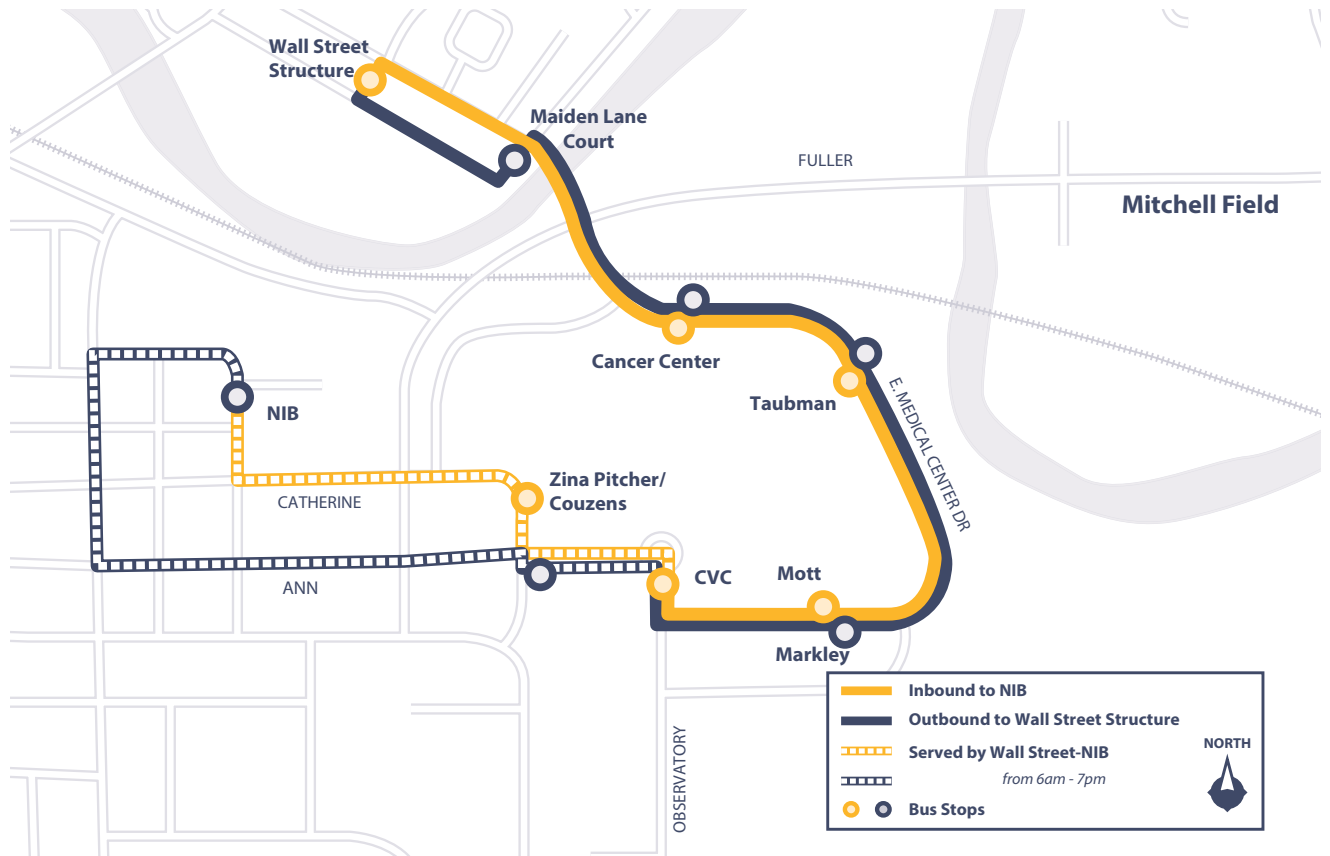 Wall Street
Structure
Maiden Lane
Court
FULLER
Mitchell Field
Cancer Center
Taubman
E. MEDICAL CENTER DR
NIB
Zina Pitcher/
Couzens
CATHERINE
ANN
CVC
Mott
Markley
OBSERVATORY
Inbound to NIB
Outbound to Wall Street Structure
Served by Wall Street-NIB
from 6am - 7pm
Bus Stops
NORTH